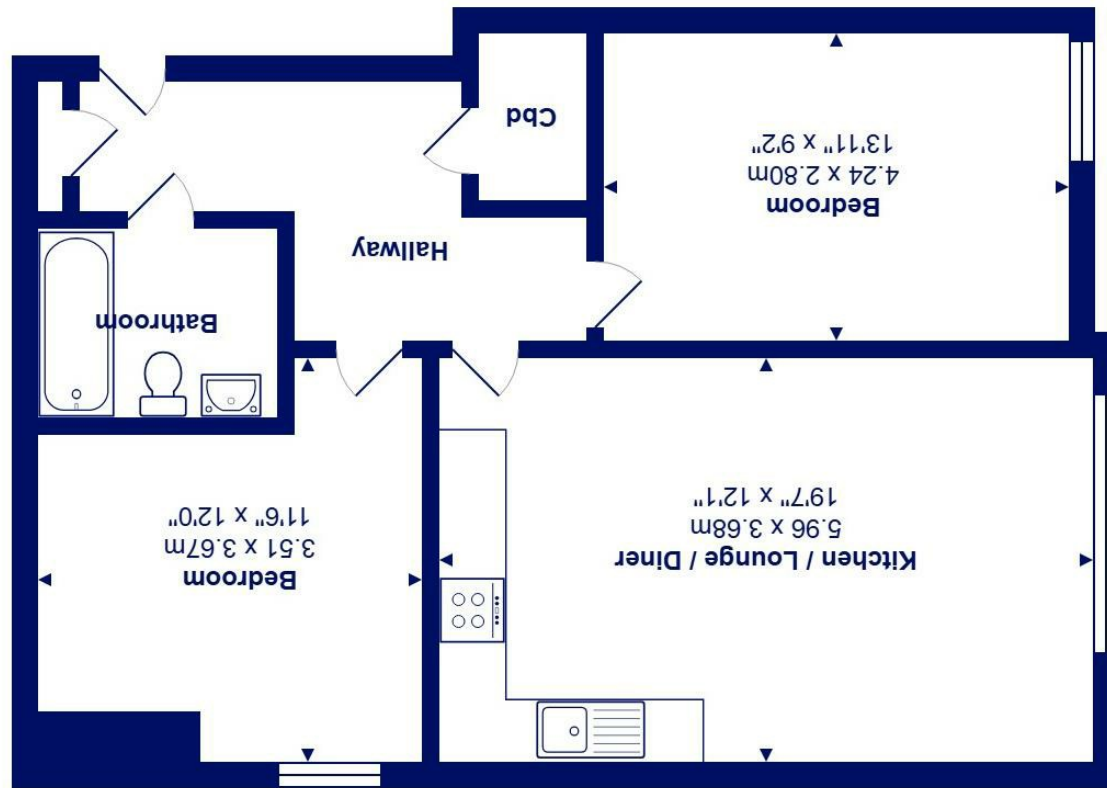 Kitchen / Lounge / Diner
5.96 x 3.68m
19'7" x 12'1"
Bedroom
3.51 x 3.67m
11'6" x 12'0"
Bathroom
Hallway
Bedroom
4.24 x 2.80m
13'11" x 9'2"
Cbd